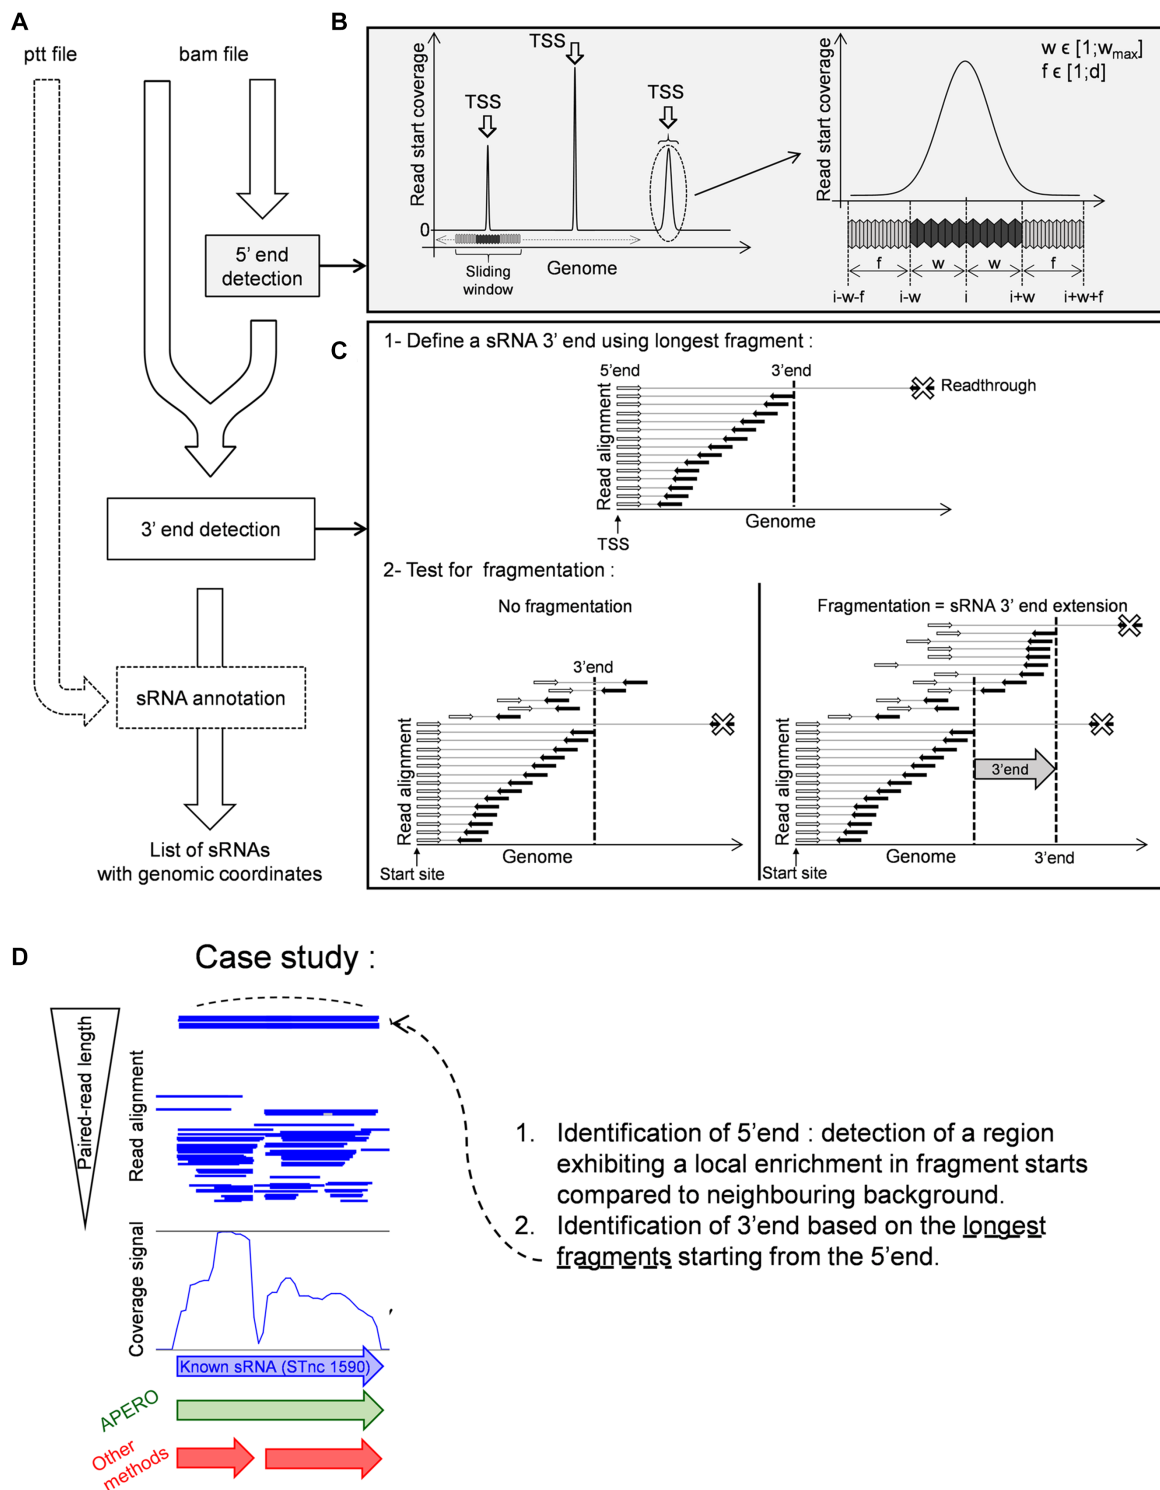 A
ptt file
bam file
5' end
detection
3' end detection
sRNA annotation
List of sRNAs
with genomic coordinates
B
Read start coverage
TSS
TSS
TSS
0
Sliding
window
Genome
Read start coverage
w ϵ [1;wmax]
f ϵ [1;d]
f
w
w
f
i-w-f
i-w
i
i+w
i+w+f
C
1- Define a sRNA 3' end using longest fragment :
5'end
3'end
Readthrough
Read alignment
Genome
TSS
2- Test for fragmentation :
No fragmentation
3'end
Read alignment
Genome
Start site
Fragmentation = sRNA 3' end extension
Read alignment
3'end
Genome
3'end
Start site
D
Case study :
Paired-read length
Read alignment
Coverage signal
Known sRNA (STnc 1590)
APERO
Other
methods
1. Identification of 5'end : detection of a region
exhibiting a local enrichment in fragment starts
compared to neighbouring background.
2. Identification of 3'end based on the longest
fragments starting from the 5'end.